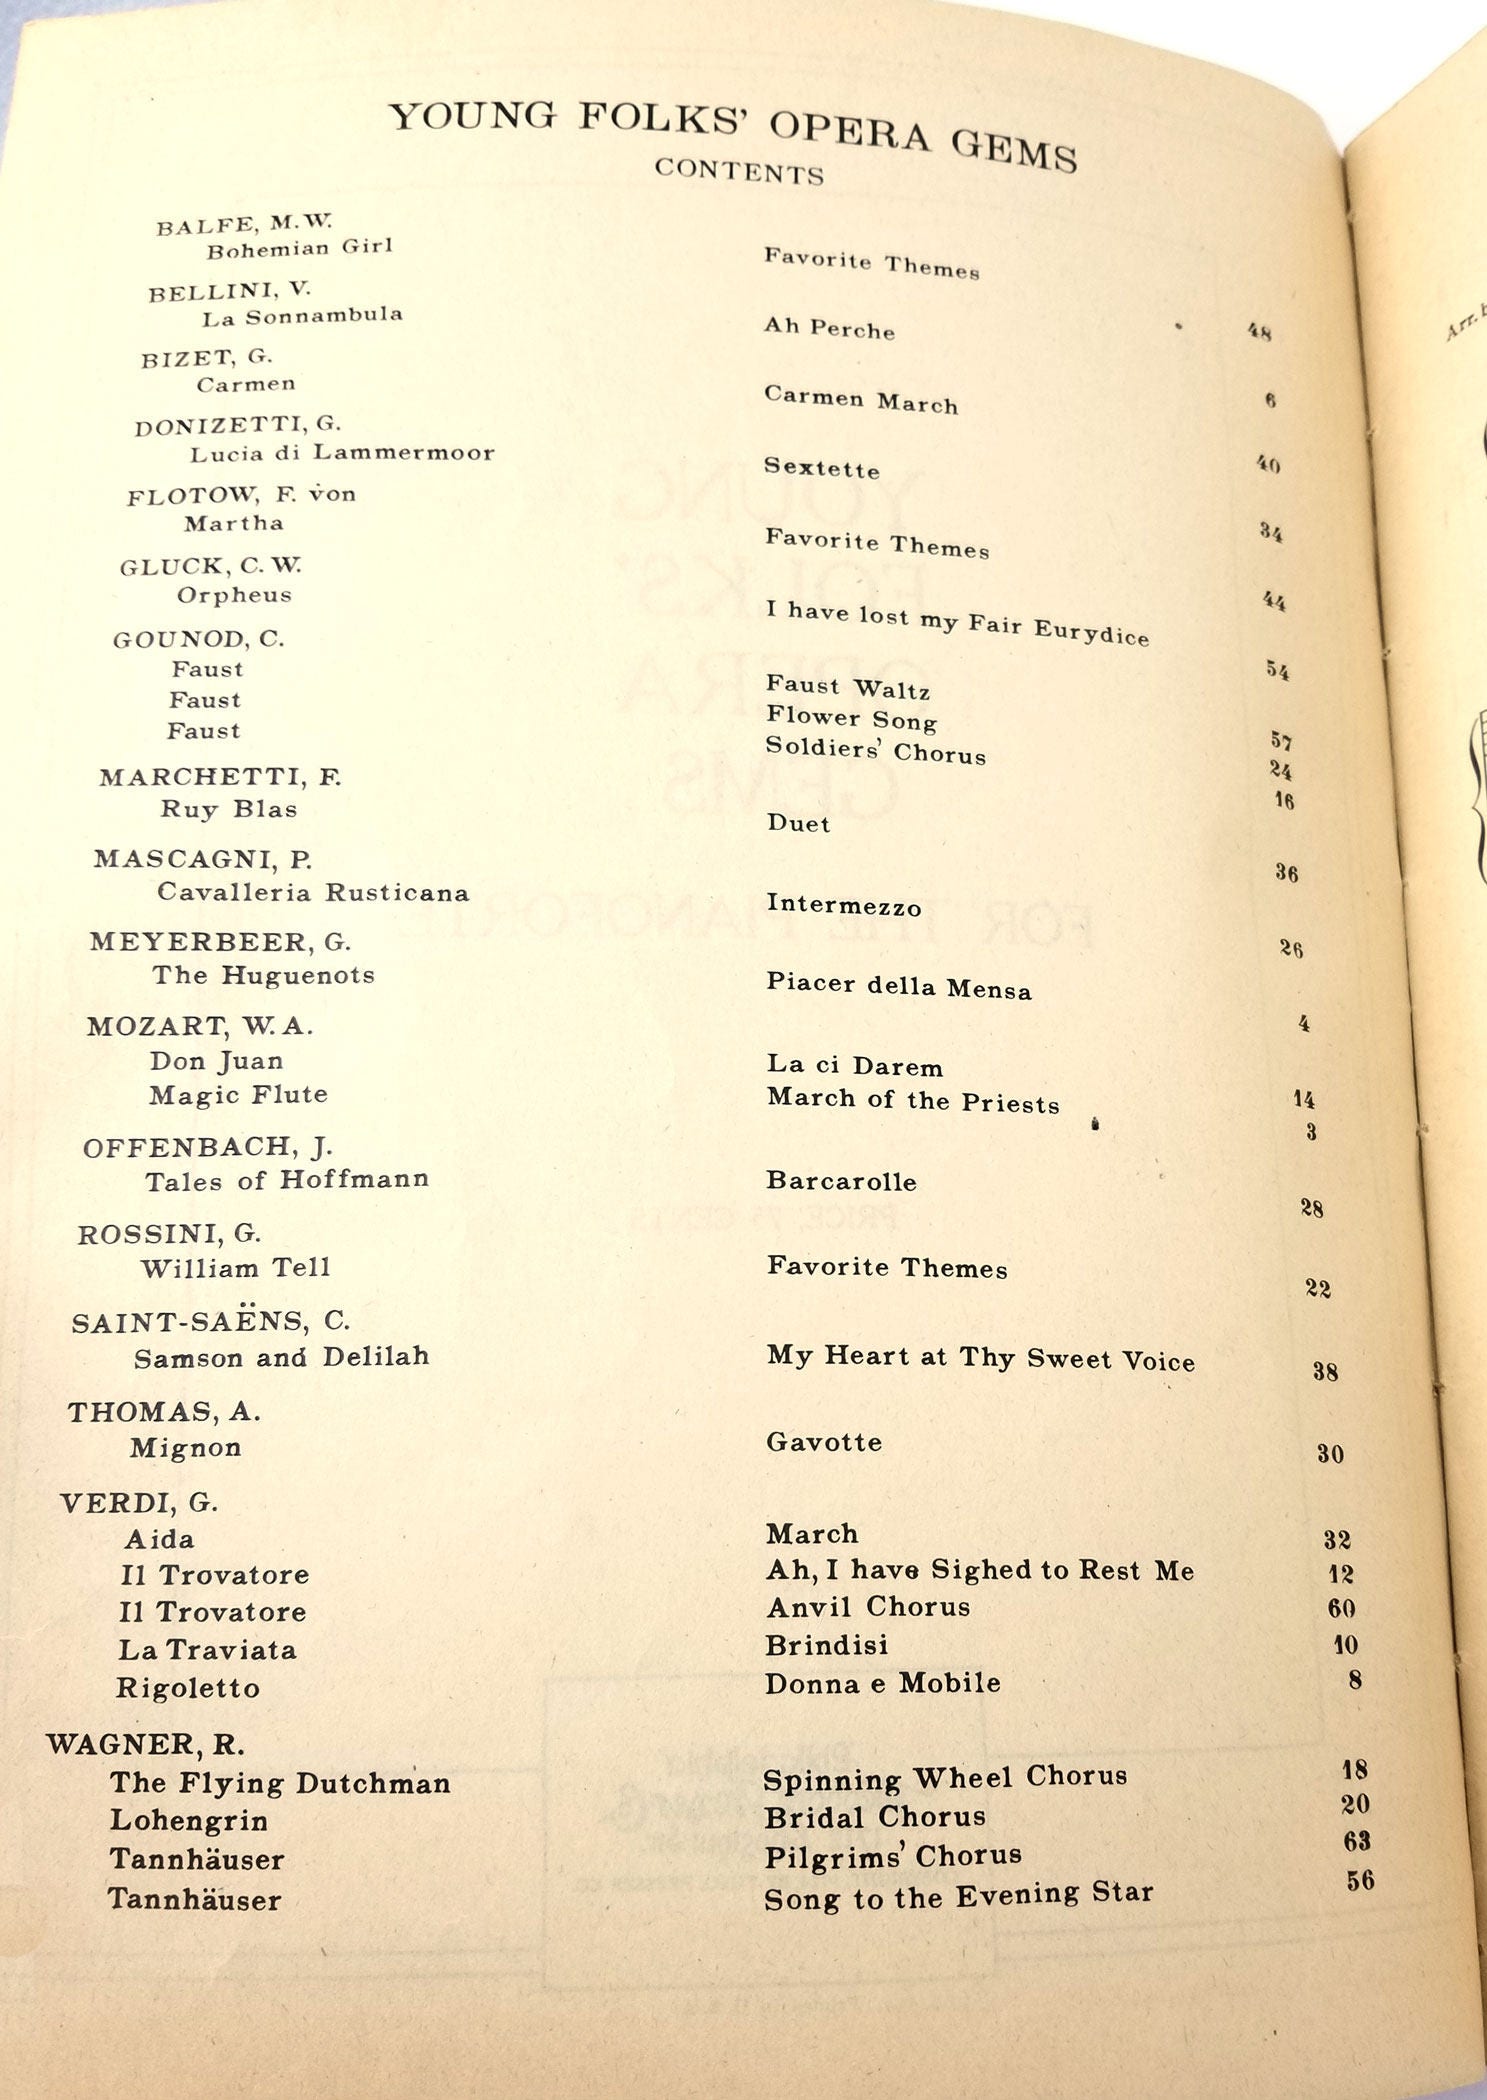 YOUNG FOLKS' OPERA GEMS
CONTENTS
BALFE, M.W.
Bohemian Girl Favorite Themes 48
BELLINI, V.
La Sonnambula Ah Perche 6
BIZET, G.
Carmen Carmen March 40
DONIZETTI, G.
Lucia di Lammermoor Sextette 34
FLOTOW, F. von
Martha Favorite Themes 44
GLUCK, C. W.
Orpheus I have lost my Fair Eurydice 54
GOUNOD, C.
Faust Faust Waltz 57
Faust Flower Song 24
Faust Soldiers' Chorus 16
MARCHETTI, F.
Ruy Blas Duet 36
MASCAGNI, P.
Cavalleria Rusticana Intermezzo 26
MEYERBEER, G.
The Huguenots Piacer della Mensa 4
MOZART, W. A.
Don Juan La ci Darem 14
Magic Flute March of the Priests 3
OFFENBACH, J.
Tales of Hoffmann Barcarolle 28
ROSSINI, G.
William Tell Favorite Themes 22
SAINT-SAËNS, C.
Samson and Delilah My Heart at Thy Sweet Voice 38
THOMAS, A.
Mignon Gavotte 30
VERDI, G.
Aida March 32
Il Trovatore Ah, I have Sighed to Rest Me 12
Il Trovatore Anvil Chorus 60
La Traviata Brindisi 10
Rigoletto Donna e Mobile 8
WAGNER, R.
The Flying Dutchman Spinning Wheel Chorus 18
Lohengrin Bridal Chorus 20
Tannhäuser Pilgrims' Chorus 63
Tannhäuser Song to the Evening Star 56
Arr.